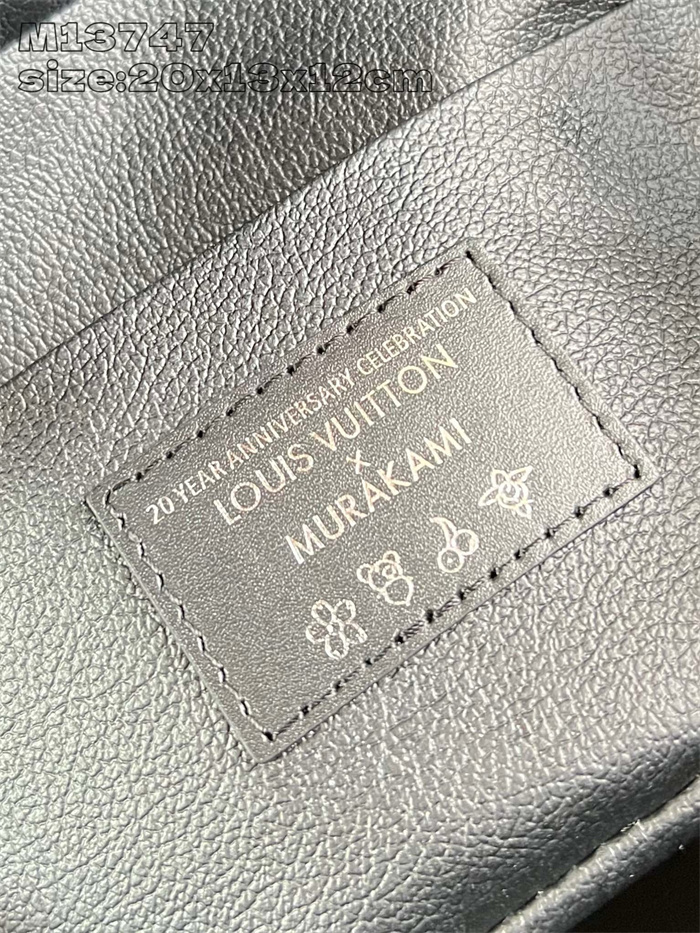 M13747
size:20x13x12cm
20 YEAR ANNIVERSARY CELEBRATION
LOUIS VUITTON
x
MURAKAMI